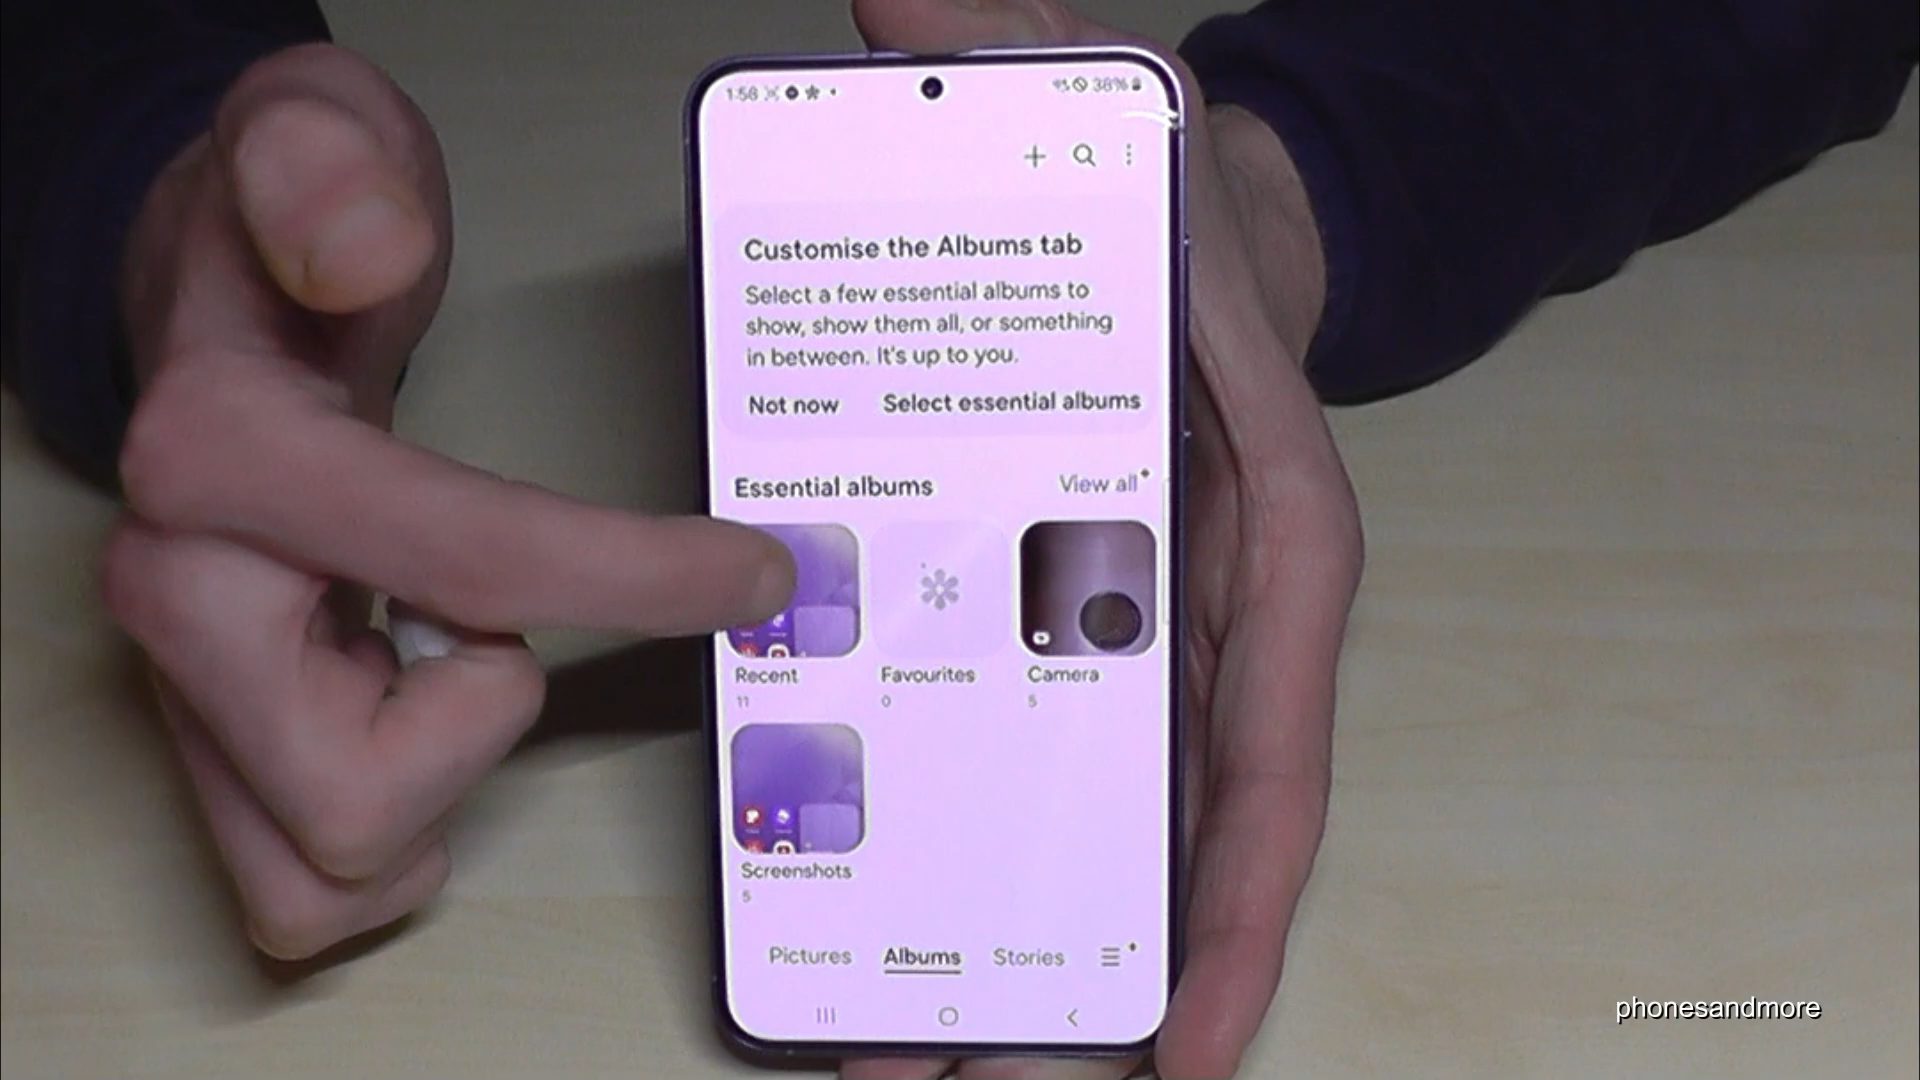 1:56 38%
Customise the Albums tab
Select a few essential albums to
show, show them all, or something
in between. It's up to you.
Not now Select essential albums
Essential albums View all
Recent Favourites Camera
11 0 5
Screenshots
5
Pictures Albums Stories
phonesandmore